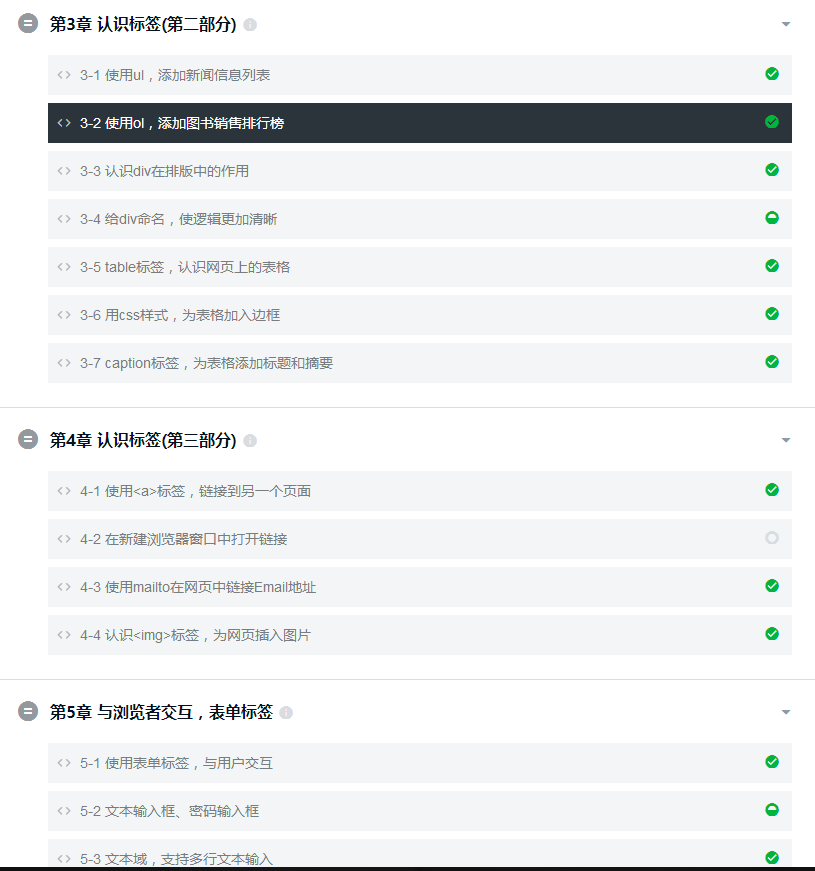 第3章 认识标签(第二部分)
3-1 使用ul，添加新闻信息列表
3-2 使用ol，添加图书销售排行榜
3-3 认识div在排版中的作用
3-4 给div命名，使逻辑更加清晰
3-5 table标签，认识网页上的表格
3-6 用css样式，为表格加入边框
3-7 caption标签，为表格添加标题和摘要
第4章 认识标签(第三部分)
4-1 使用<a>标签，链接到另一个页面
4-2 在新建浏览器窗口中打开链接
4-3 使用mailto在网页中链接Email地址
4-4 认识<img>标签，为网页插入图片
第5章 与浏览者交互，表单标签
5-1 使用表单标签，与用户交互
5-2 文本输入框、密码输入框
5-3 文本域，支持多行文本输入